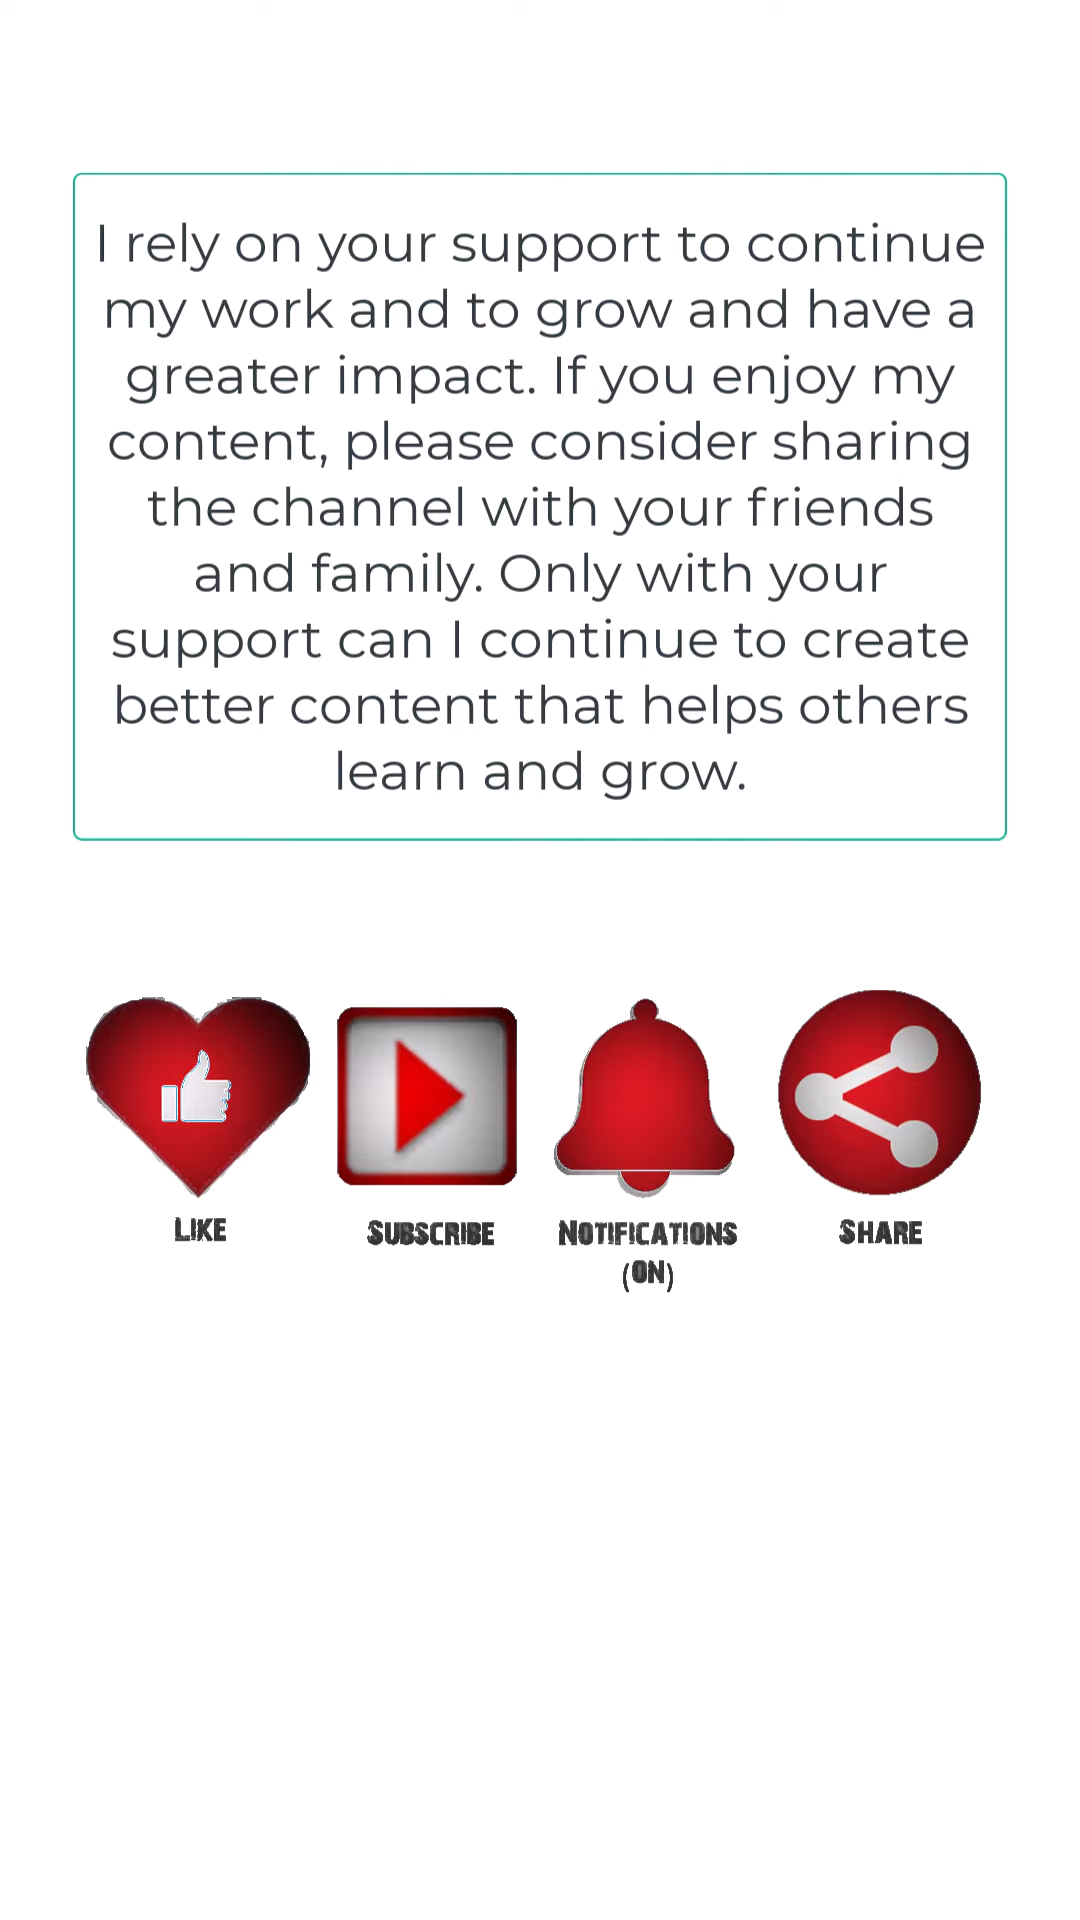 I rely on your support to continue
my work and to grow and have a
greater impact. If you enjoy my
content, please consider sharing
the channel with your friends
and family. Only with your
support can I continue to create
better content that helps others
learn and grow.
LIKE
SUBSCRIBE
NOTIFICATIONS
(ON)
SHARE